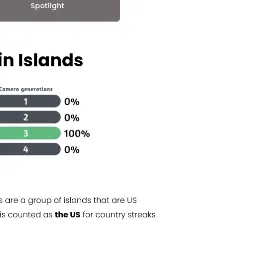 Spotlight
in Islands
Camera generations
1 0%
2 0%
3 100%
4 0%
s are a group of islands that are US
is counted as the US for country streaks